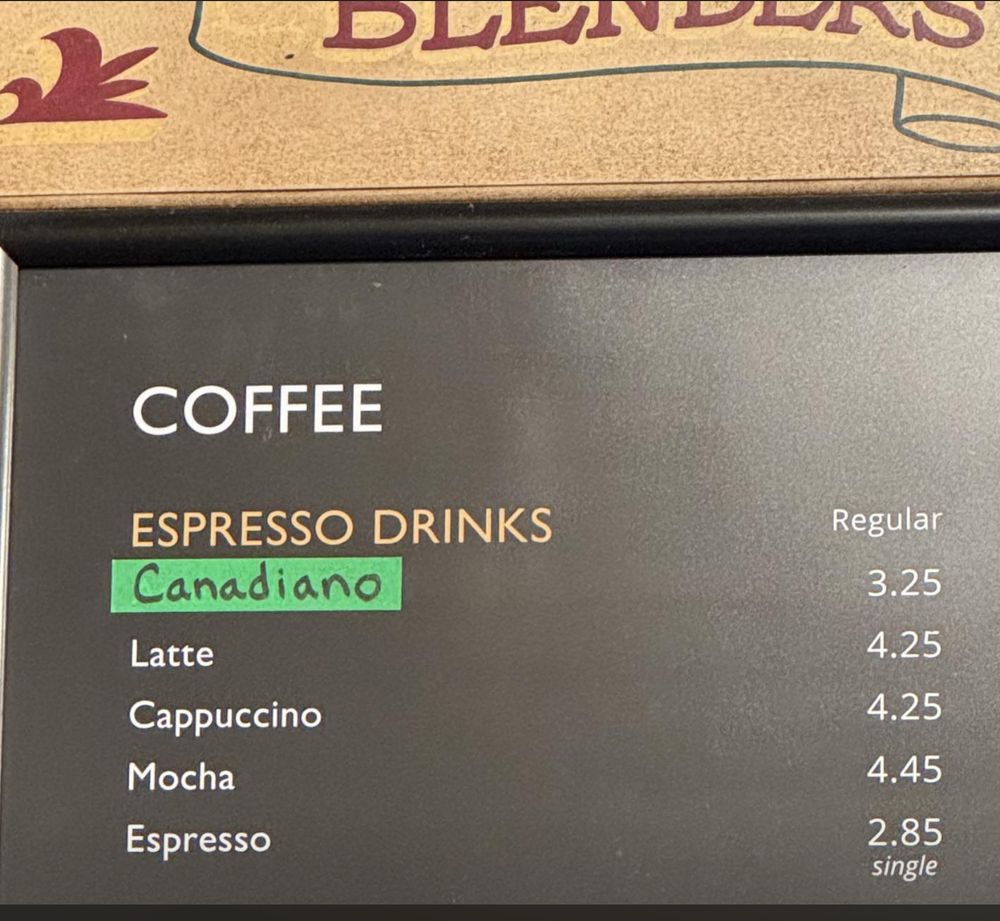 BLENDERS
COFFEE
ESPRESSO DRINKS Regular
Canadiano 3.25
Latte 4.25
Cappuccino 4.25
Mocha 4.45
Espresso 2.85
single